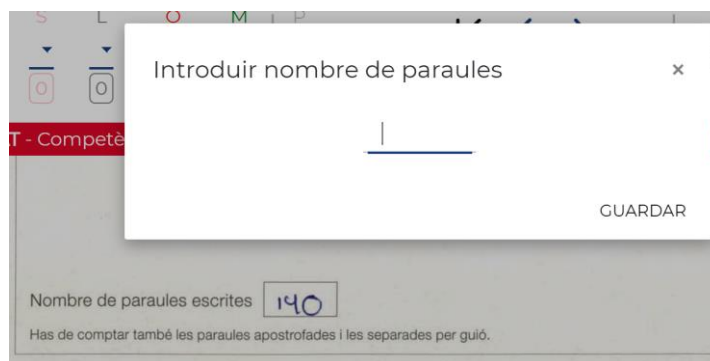 S L O M P
Introduir nombre de paraules ×
0 0
T - Competè
GUARDAR
Nombre de paraules escrites 140
Has de comptar també les paraules apostrofades i les separades per guió.